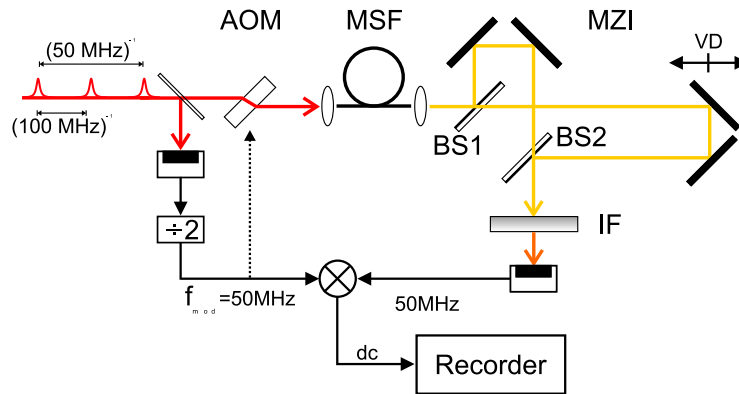 AOM
MSF
MZI
VD
(50 MHz)⁻¹
(100 MHz)⁻¹
BS1
BS2
÷2
IF
f mod =50MHz
50MHz
dc
Recorder